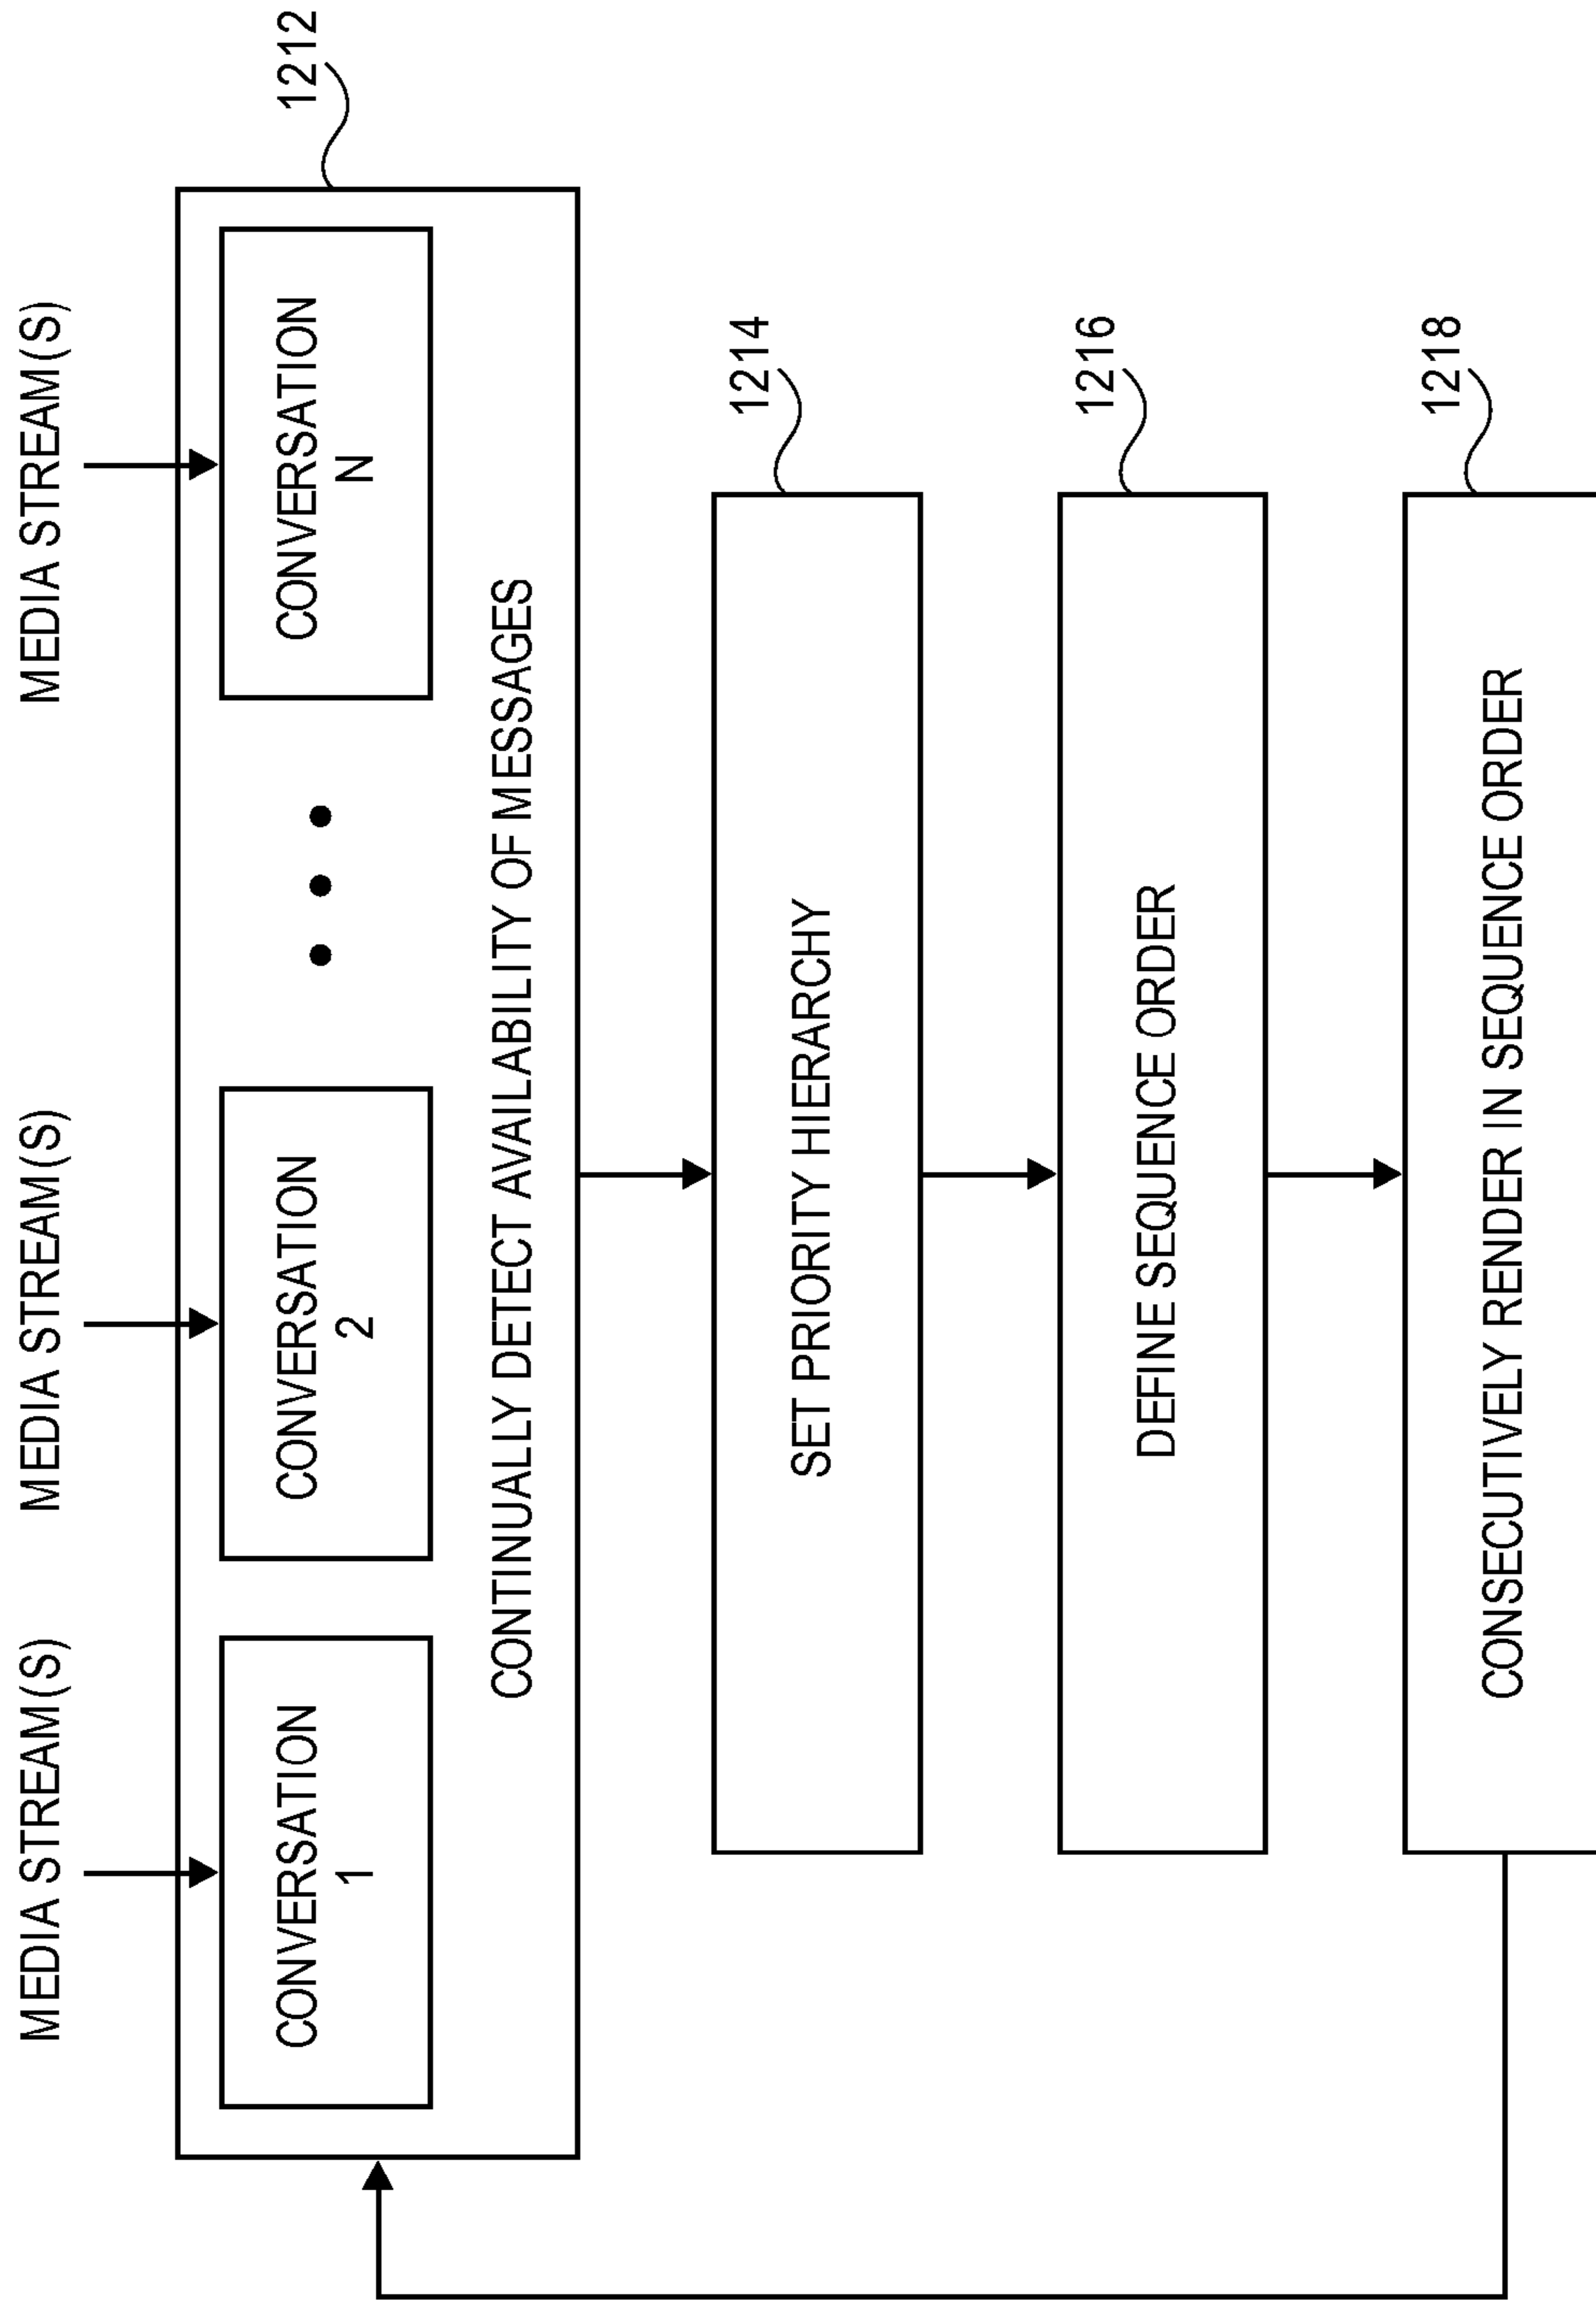 MEDIA STREAM(S)
MEDIA STREAM(S)
MEDIA STREAM(S)
CONVERSATION
1
CONVERSATION
2
CONVERSATION
N
1212
CONTINUALLY DETECT AVAILABILITY OF MESSAGES
1214
SET PRIORITY HIERARCHY
1216
DEFINE SEQUENCE ORDER
1218
CONSECUTIVELY RENDER IN SEQUENCE ORDER